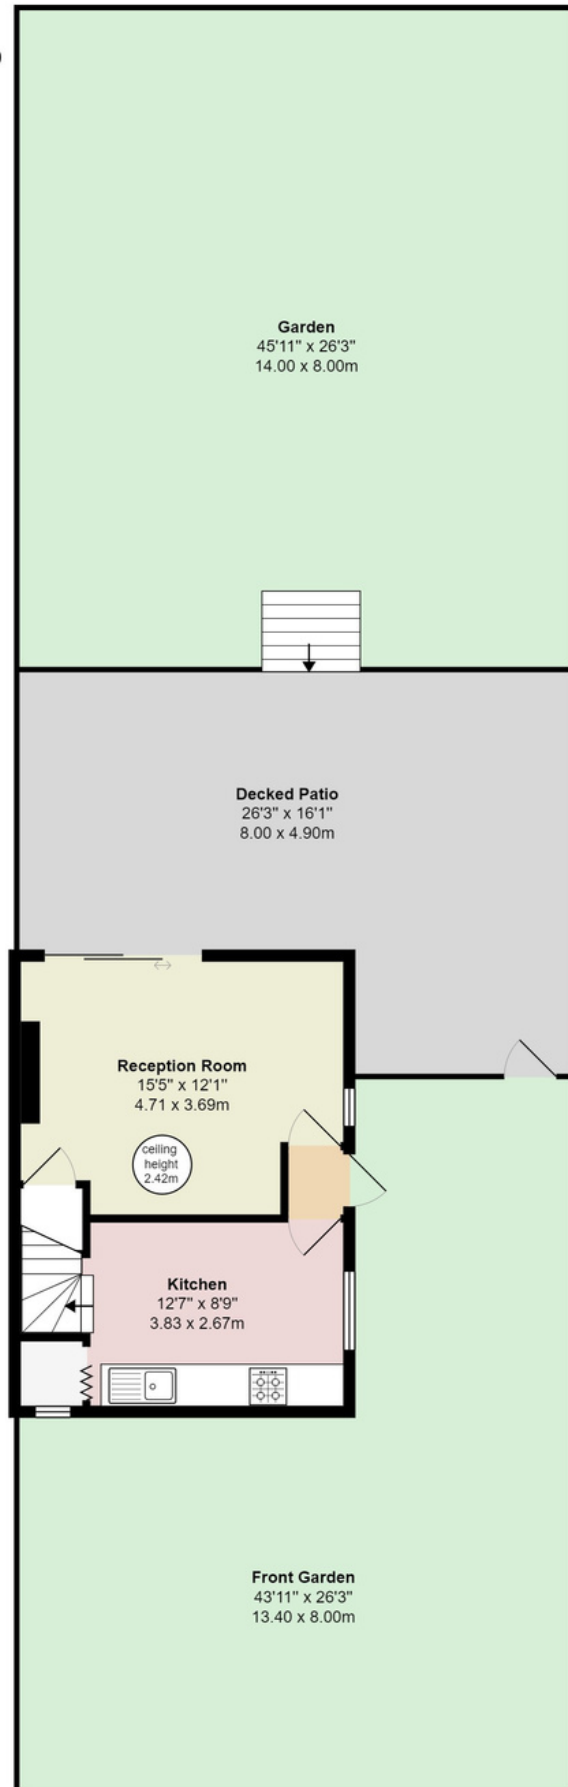 Garden
45'11" x 26'3"
14.00 x 8.00m
Decked Patio
26'3" x 16'1"
8.00 x 4.90m
Reception Room
15'5" x 12'1"
4.71 x 3.69m
ceiling
height
2.42m
Kitchen
12'7" x 8'9"
3.83 x 2.67m
Front Garden
43'11" x 26'3"
13.40 x 8.00m